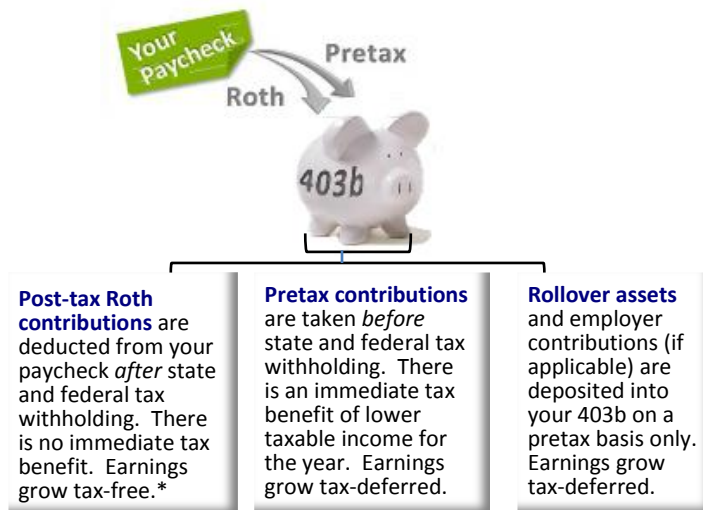 Your
Paycheck
Pretax
Roth
403b
Post-tax Roth
contributions are
deducted from your
paycheck after state
and federal tax
withholding.  There
is no immediate tax
benefit.  Earnings
grow tax-free.*
Pretax contributions
are taken before
state and federal tax
withholding.  There
is an immediate tax
benefit of lower
taxable income for
the year.  Earnings
grow tax-deferred.
Rollover assets
and employer
contributions (if
applicable) are
deposited into
your 403b on a
pretax basis only.
Earnings grow
tax-deferred.